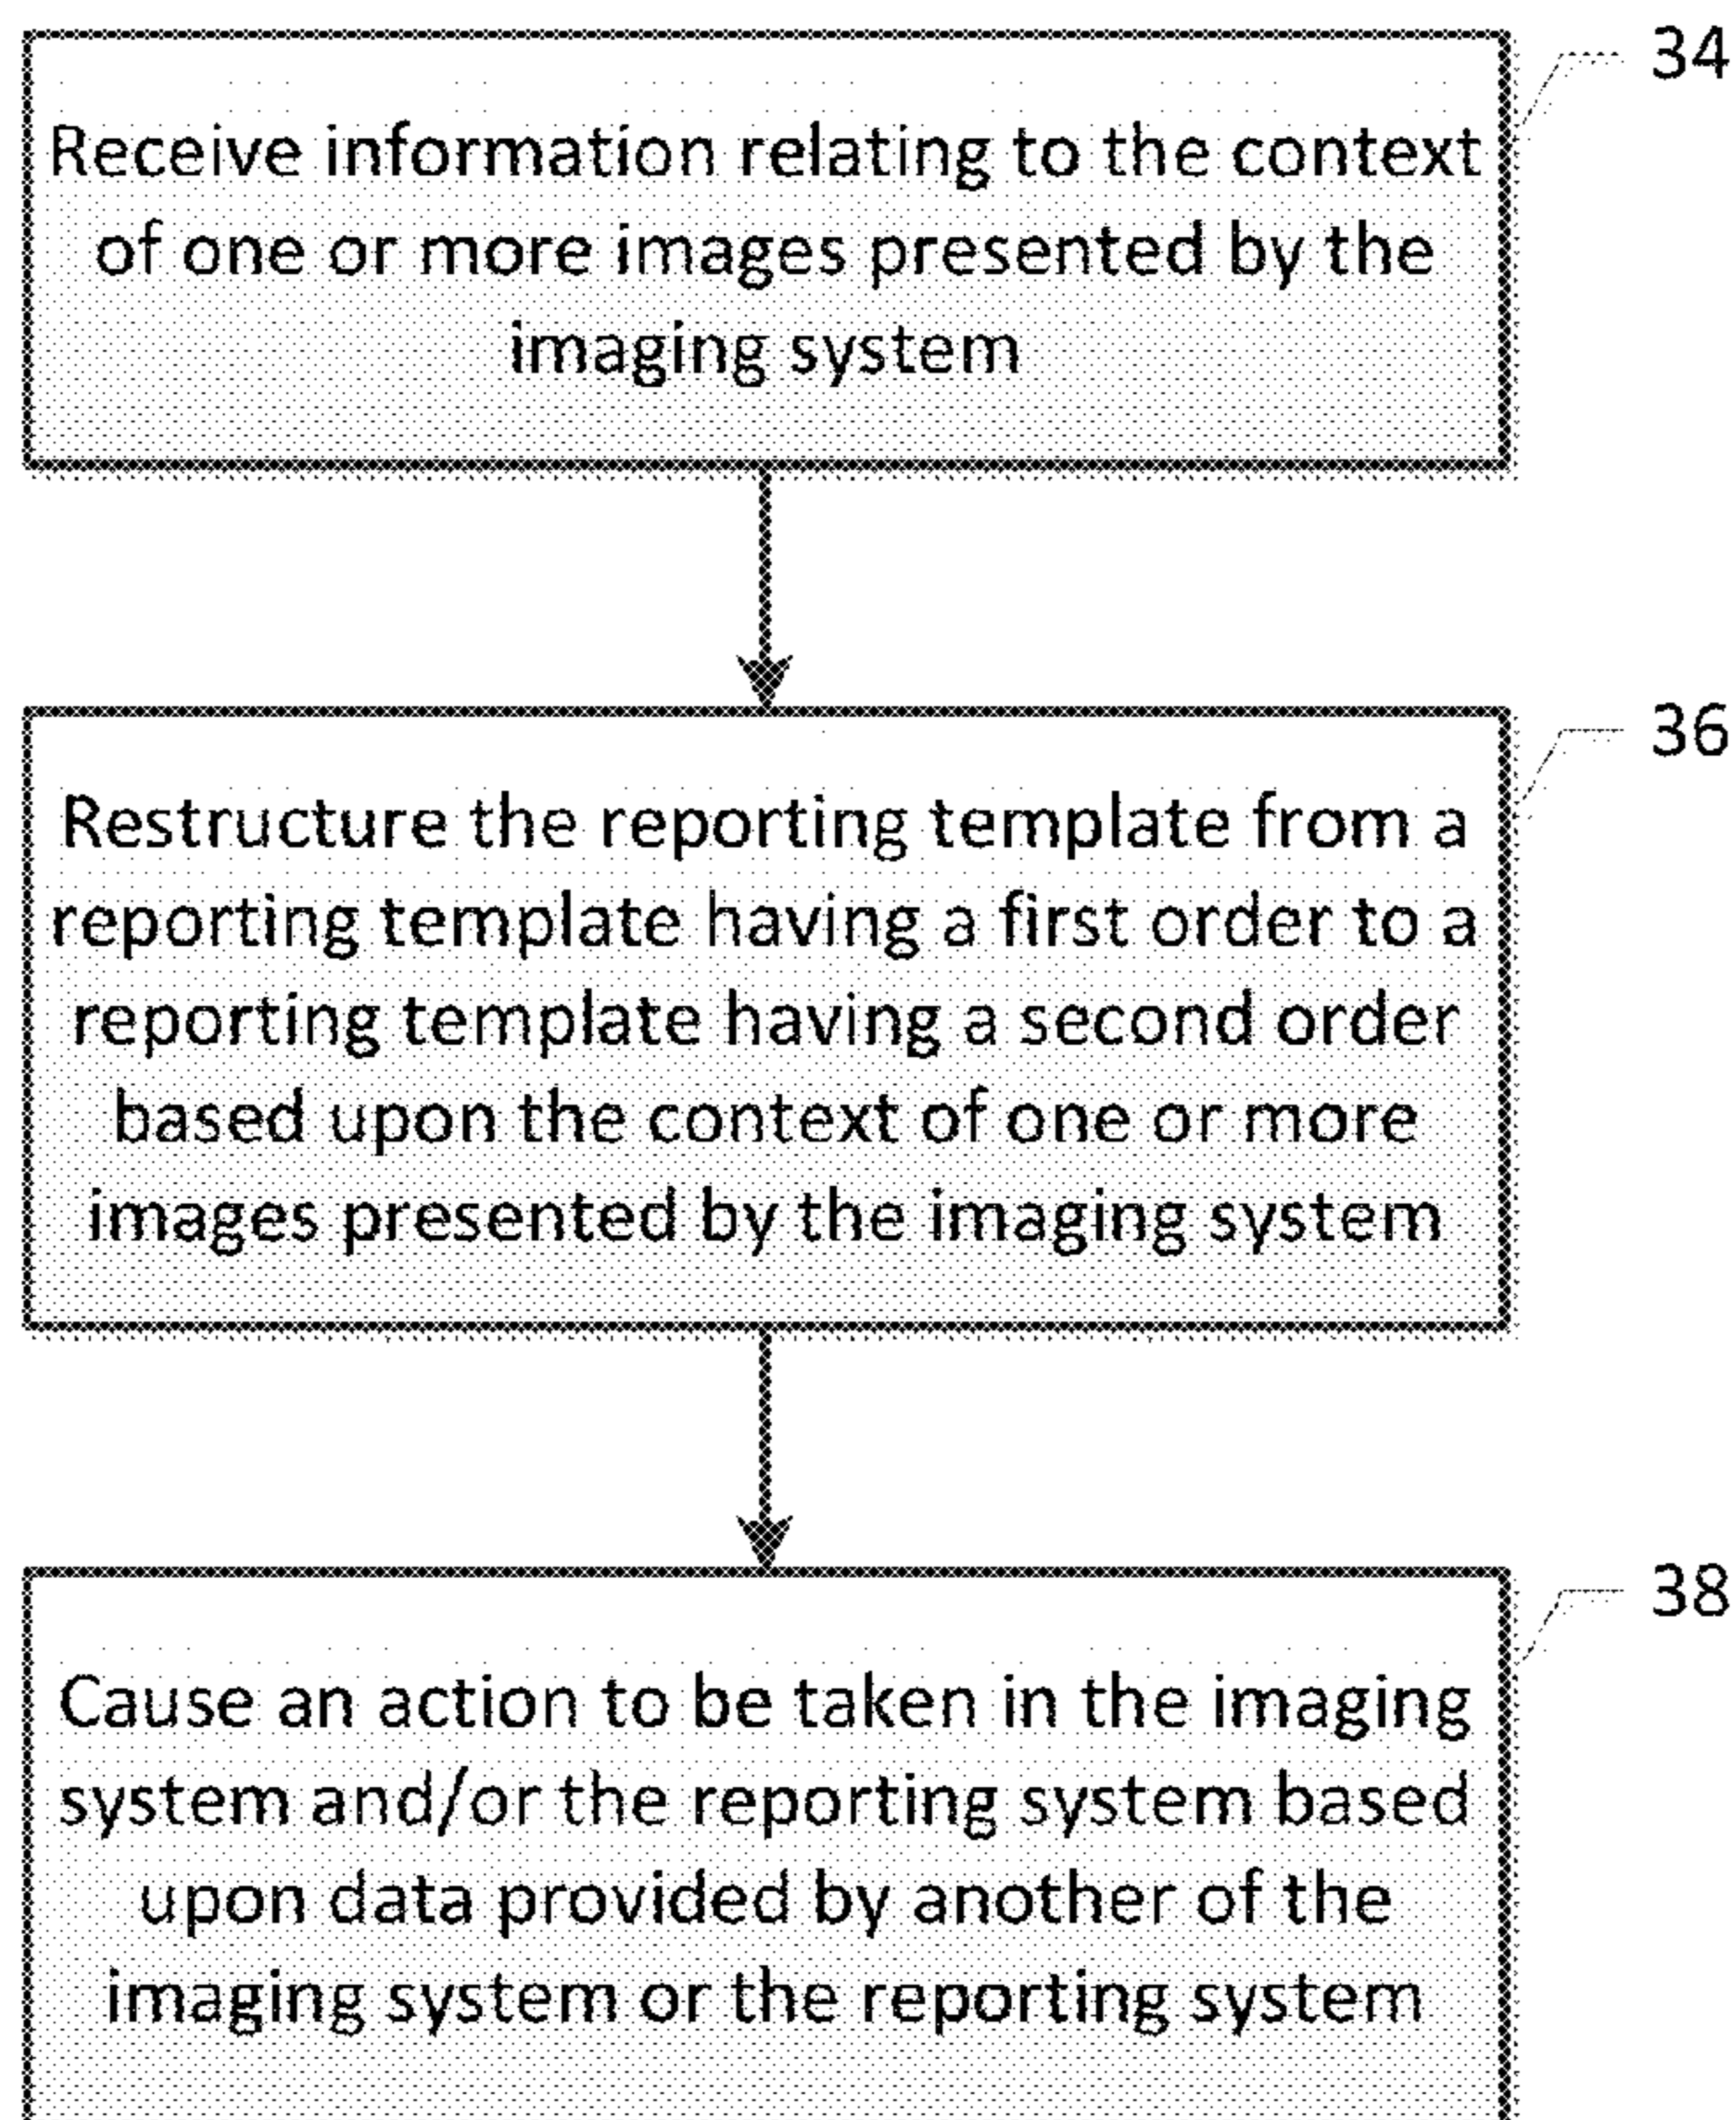 34
Receive information relating to the context
of one or more images presented by the
imaging system
36
Restructure the reporting template from a
reporting template having a first order to a
reporting template having a second order
based upon the context of one or more
images presented by the imaging system
38
Cause an action to be taken in the imaging
system and/or the reporting system based
upon data provided by another of the
imaging system or the reporting system